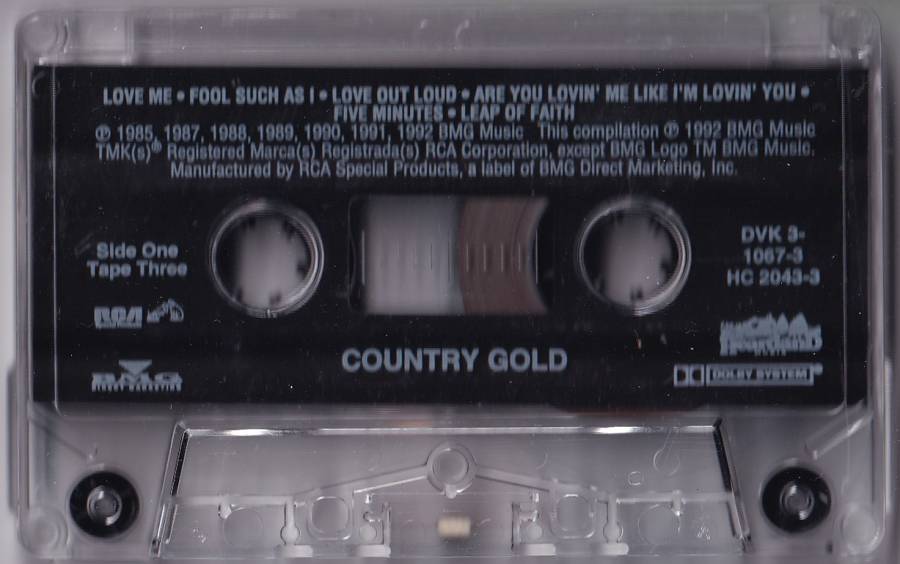 LOVE ME • FOOL SUCH AS I • LOVE OUT LOUD • ARE YOU LOVIN' ME LIKE I'M LOVIN' YOU •
FIVE MINUTES • LEAP OF FAITH
℗ 1985, 1987, 1988, 1989, 1990, 1991, 1992 BMG Music This compilation ℗ 1992 BMG Music
TMK(s)® Registered Marca(s) Registrada(s) RCA Corporation, except BMG Logo TM BMG Music.
Manufactured by RCA Special Products, a label of BMG Direct Marketing, Inc.
Side One
Tape Three
DVK 3-
1067-3
HC 2043-3
RCA
BMG
COUNTRY GOLD
Heartland
MUSIC
DOLBY SYSTEM®